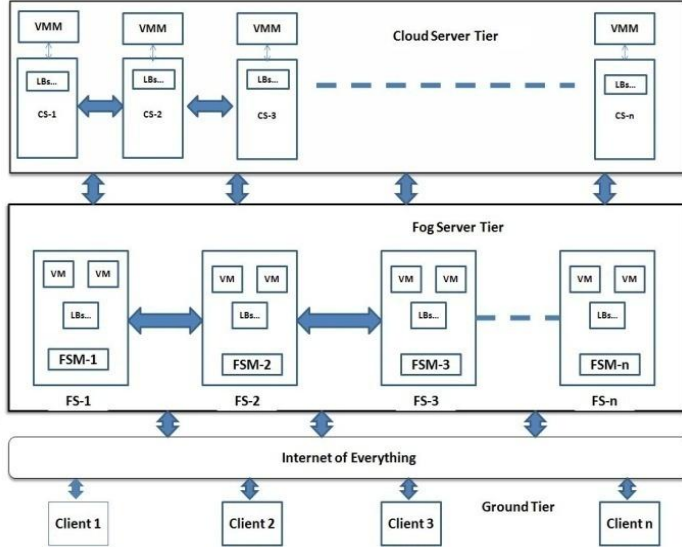 VMM
VMM
VMM
VMM
Cloud Server Tier
LBs...
LBs...
LBs...
LBs...
CS-1
CS-2
CS-3
CS-n
Fog Server Tier
VM VM
VM VM
VM VM
VM VM
LBs...
LBs...
LBs...
LBs...
FSM-1
FSM-2
FSM-3
FSM-n
FS-1
FS-2
FS-3
FS-n
Internet of Everything
Ground Tier
Client 1
Client 2
Client 3
Client n